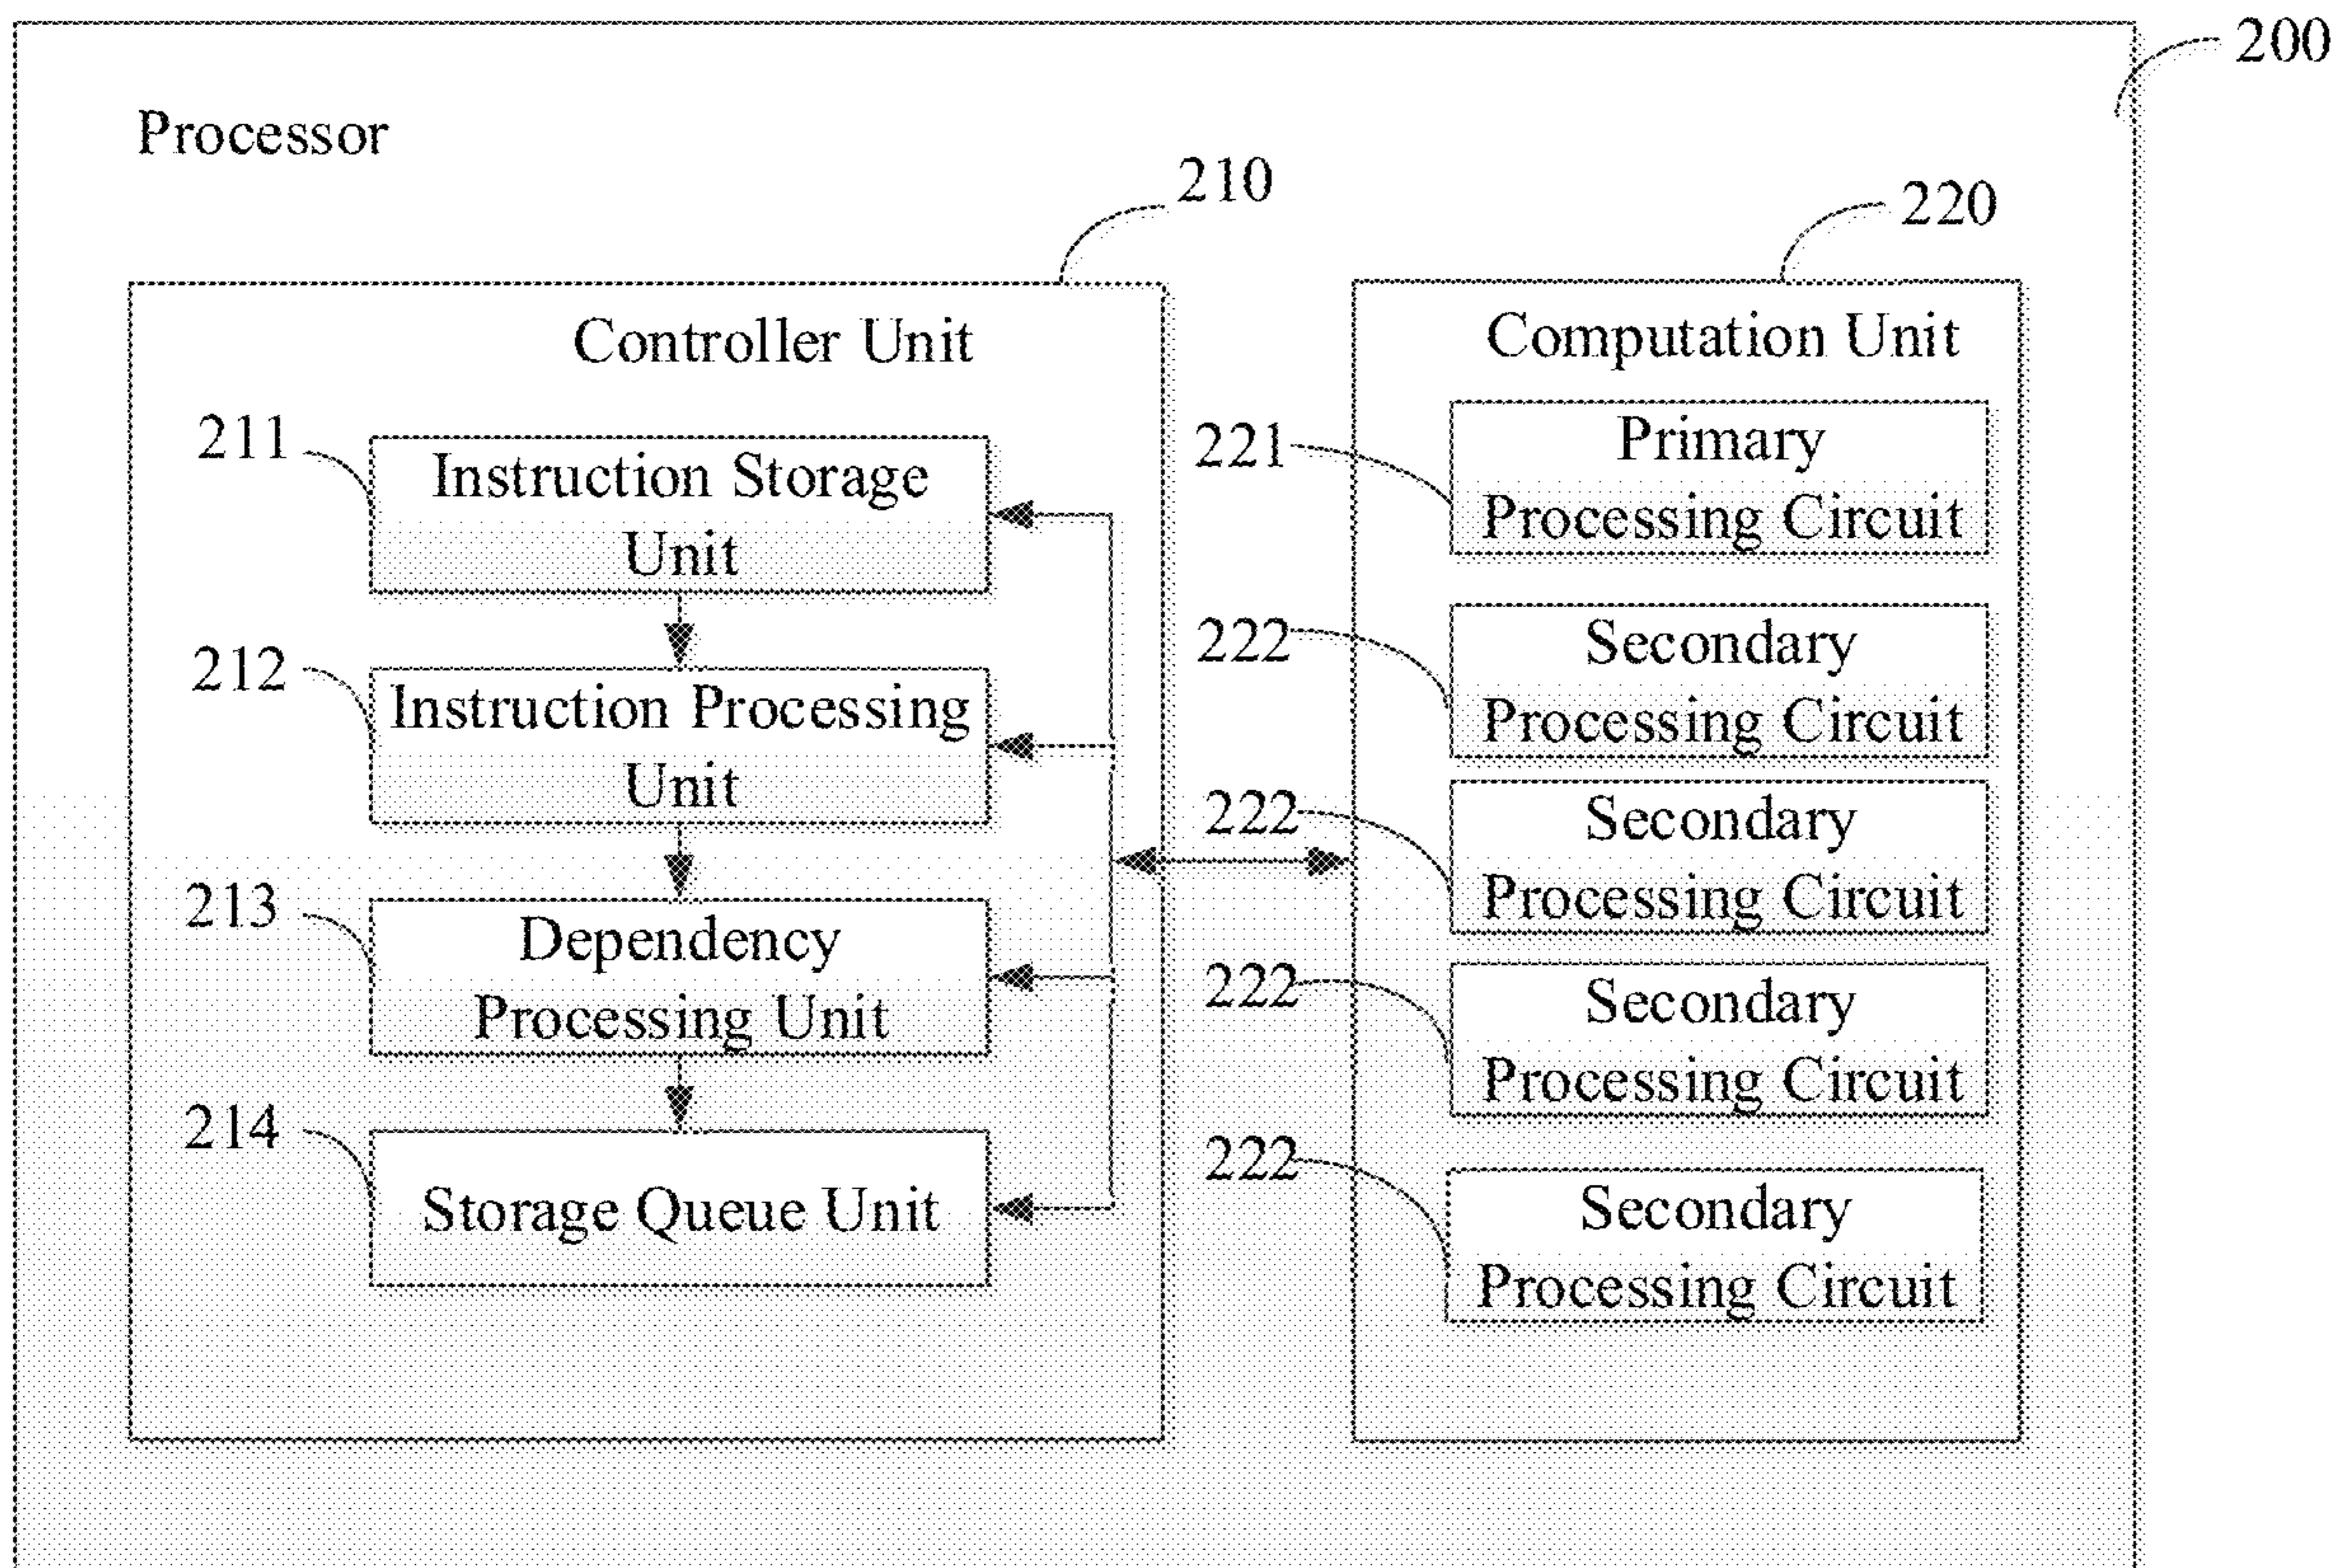 200
Processor
210
220
Controller Unit
Computation Unit
211
Instruction Storage
Unit
221
Primary
Processing Circuit
212
Instruction Processing
Unit
222
Secondary
Processing Circuit
222
Secondary
Processing Circuit
213
Dependency
Processing Unit
222
Secondary
Processing Circuit
214
Storage Queue Unit
222
Secondary
Processing Circuit